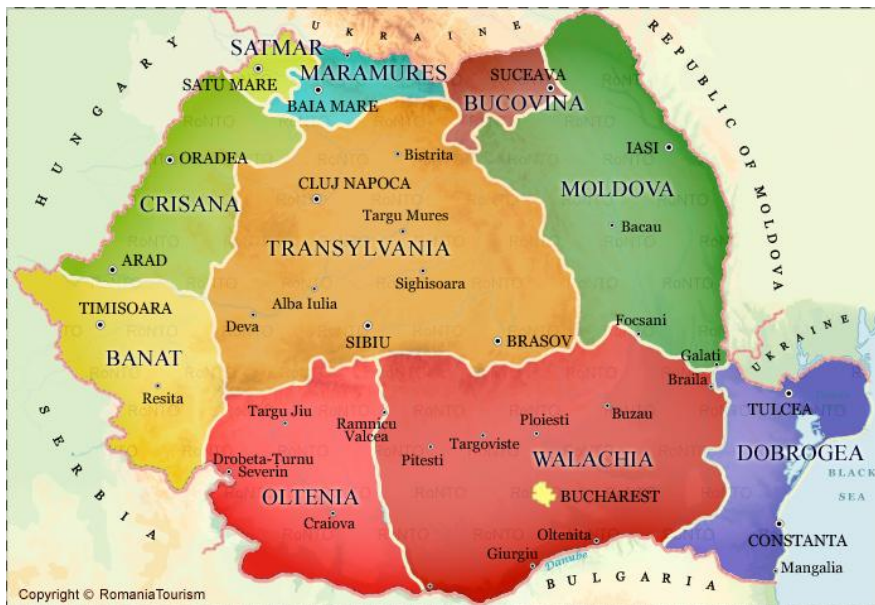 UKRAINE
REPUBLIC OF MOLDOVA
HUNGARY
SATMAR
SATU MARE
MARAMURES
BAIA MARE
SUCEAVA
BUCOVINA
ORADEA
CRISANA
ARAD
Bistrita
CLUJ NAPOCA
Targu Mures
TRANSYLVANIA
Sighisoara
Alba Iulia
Deva
SIBIU
BRASOV
IASI
MOLDOVA
Bacau
Focsani
Galati
TIMISOARA
BANAT
Resita
SERBIA
UKRAINE
Braila
TULCEA
DOBROGEA
BLACK
SEA
CONSTANTA
Mangalia
Targu Jiu
Ramnicu
Valcea
Drobeta-Turnu
Severin
OLTENIA
Craiova
Pitesti
Targoviste
Ploiesti
Buzau
WALACHIA
BUCHAREST
Oltenita
Giurgiu
Danube
BULGARIA
Copyright © RomaniaTourism